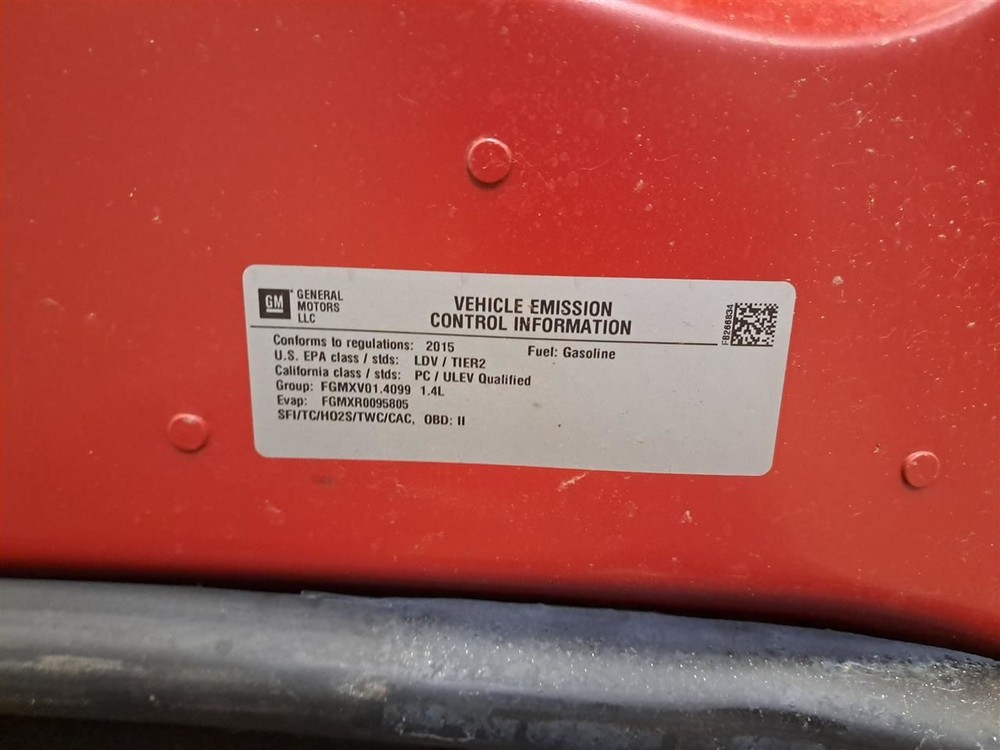 GM
GENERAL
MOTORS
LLC
VEHICLE EMISSION
CONTROL INFORMATION
FB266834
Conforms to regulations: 2015
Fuel: Gasoline
U.S. EPA class / stds: LDV / TIER2
California class / stds: PC / ULEV Qualified
Group: FGMXV01.4099 1.4L
Evap: FGMXR0095805
SFI/TC/HO2S/TWC/CAC, OBD: II